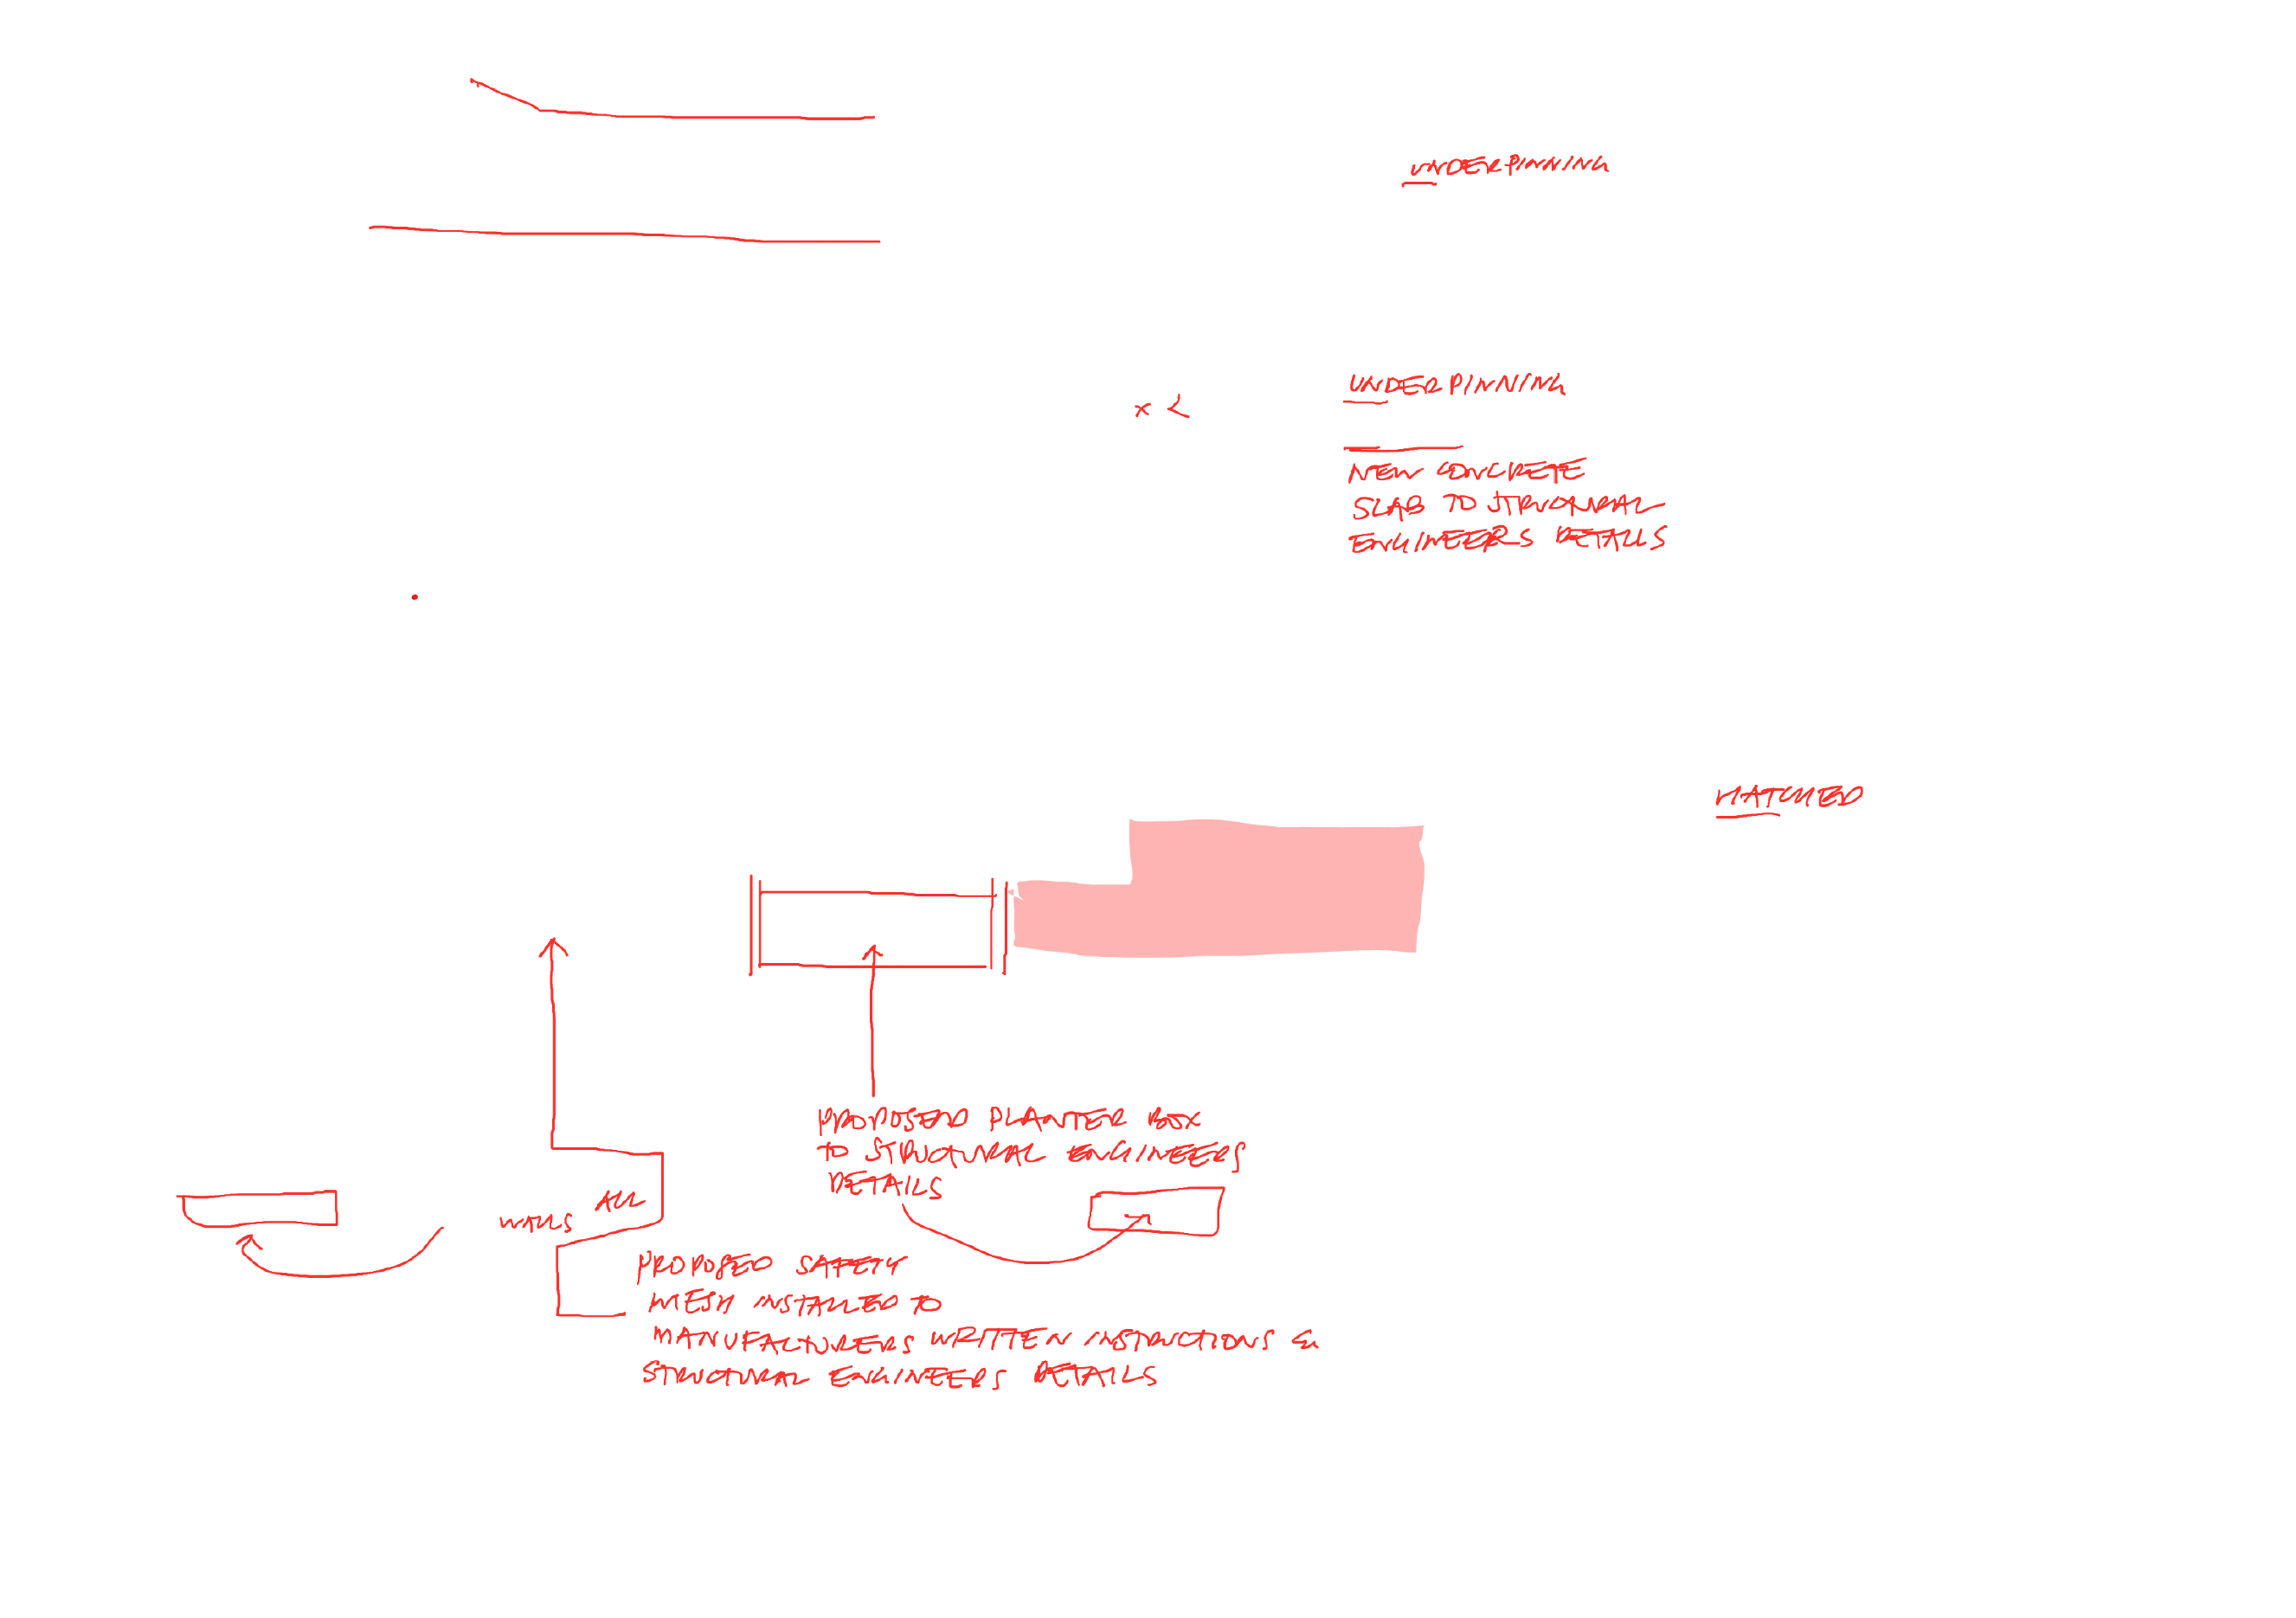 UNDERPINNING
UNDERPINNING
x <
NEW CONCRETE
SLAB TO STRUCTURAL
ENGINEERS DETAILS
HATCHED
PROPOSED PLANTER BOX
TO STRUCTURAL ENGINEERS
DETAILS
ALL
PROPOSED SAFETY
MESH INSTALLED TO
MANUFACTURERS WRITTEN INSTRUCTIONS &
STRUCTURAL ENGINEERS DETAILS